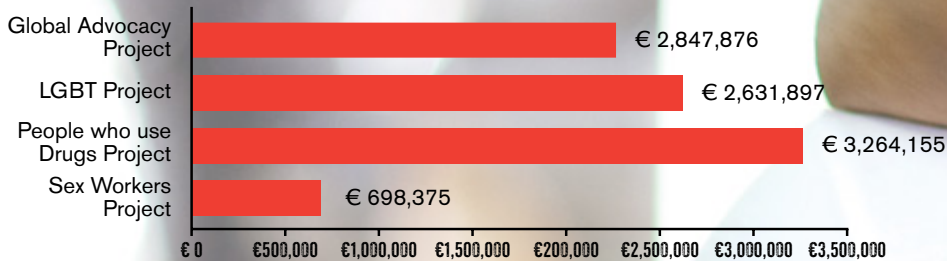 Global Advocacy
Project
€ 2,847,876
LGBT Project
€ 2,631,897
People who use
Drugs Project
€ 3,264,155
Sex Workers
Project
€ 698,375
€ 0 €500,000 €1,000,000 €1,500,000 €200,000 €2,500,000 €3,000,000 €3,500,000